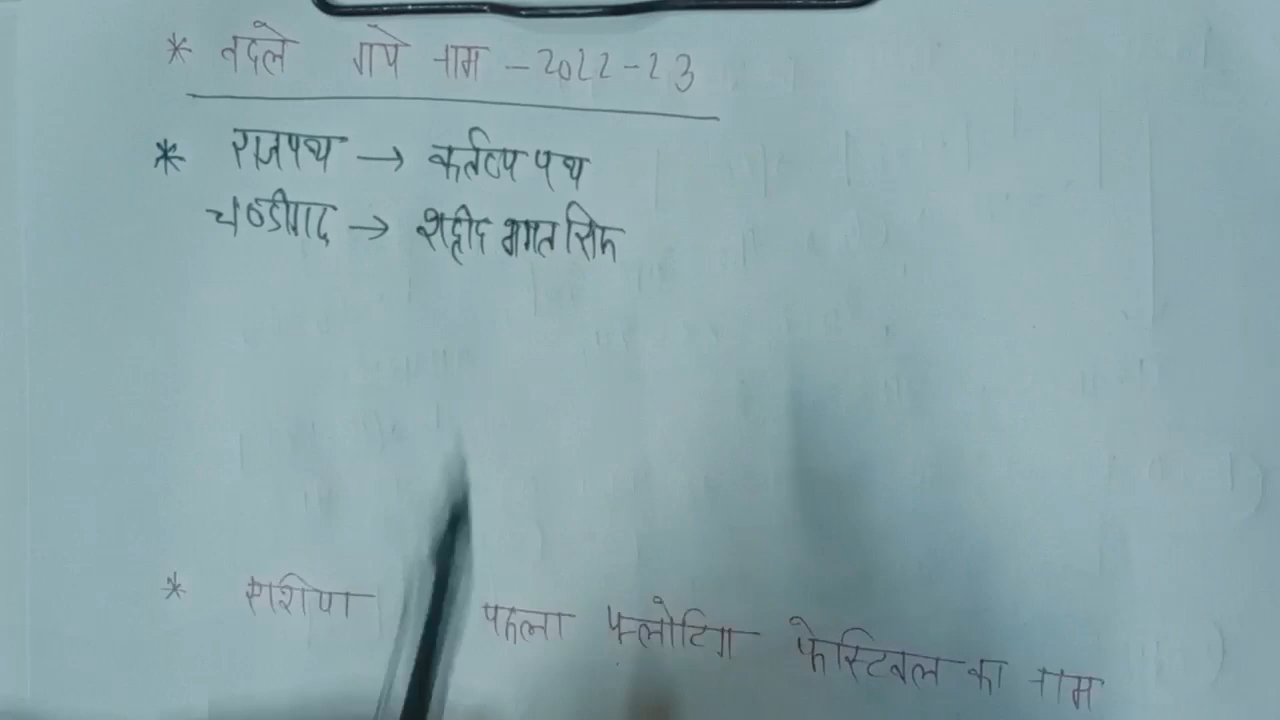 * बदले गये नाम - 2022-23
* राजपथ → कर्तव्य पथ
चण्डीगढ → शहीद भगत सिंह
* एशिया पहला फ्लोटिंग फेस्टिवल का नाम